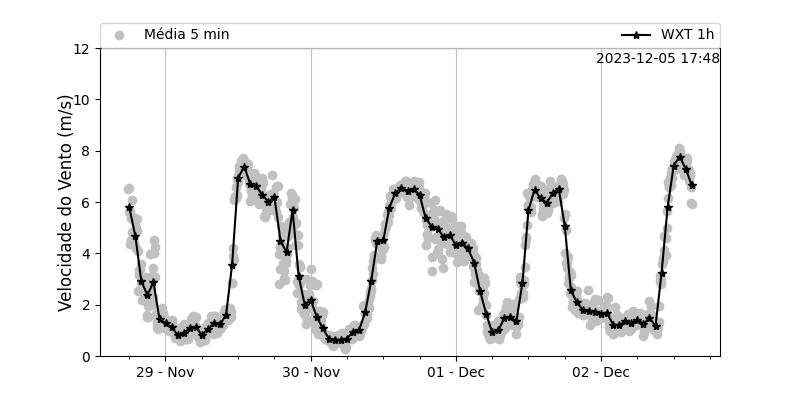 Média 5 min
WXT 1h
2023-12-05 17:48
Velocidade do Vento (m/s)
12
10
8
6
4
2
0
29 - Nov
30 - Nov
01 - Dec
02 - Dec